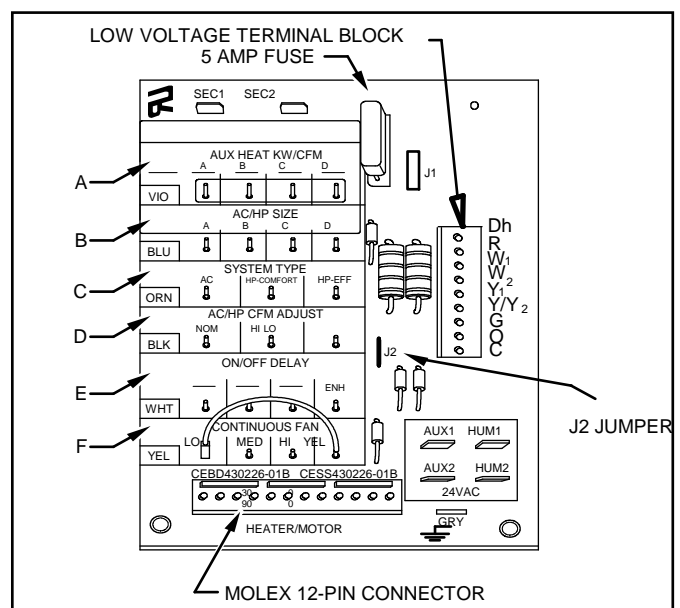 LOW VOLTAGE TERMINAL BLOCK
5 AMP FUSE
SEC1 SEC2
J1
A
AUX HEAT KW/CFM
A B C D
VIO
B
AC/HP SIZE
A B C D
BLU
C
SYSTEM TYPE
AC HP-COMFORT HP-EFF
ORN
D
AC/HP CFM ADJUST
NOM HI LO
BLK
E
ON/OFF DELAY
ENH
WHT
F
CONTINUOUS FAN
LO MED HI YEL
YEL
Dh
R
W1
W2
Y1
Y/Y2
G
O
C
J2
J2 JUMPER
AUX1 HUM1
AUX2 HUM2
24VAC
GRY
CEBD430226-01B CESS430226-01B
30 0
90 0
HEATER/MOTOR
MOLEX 12-PIN CONNECTOR